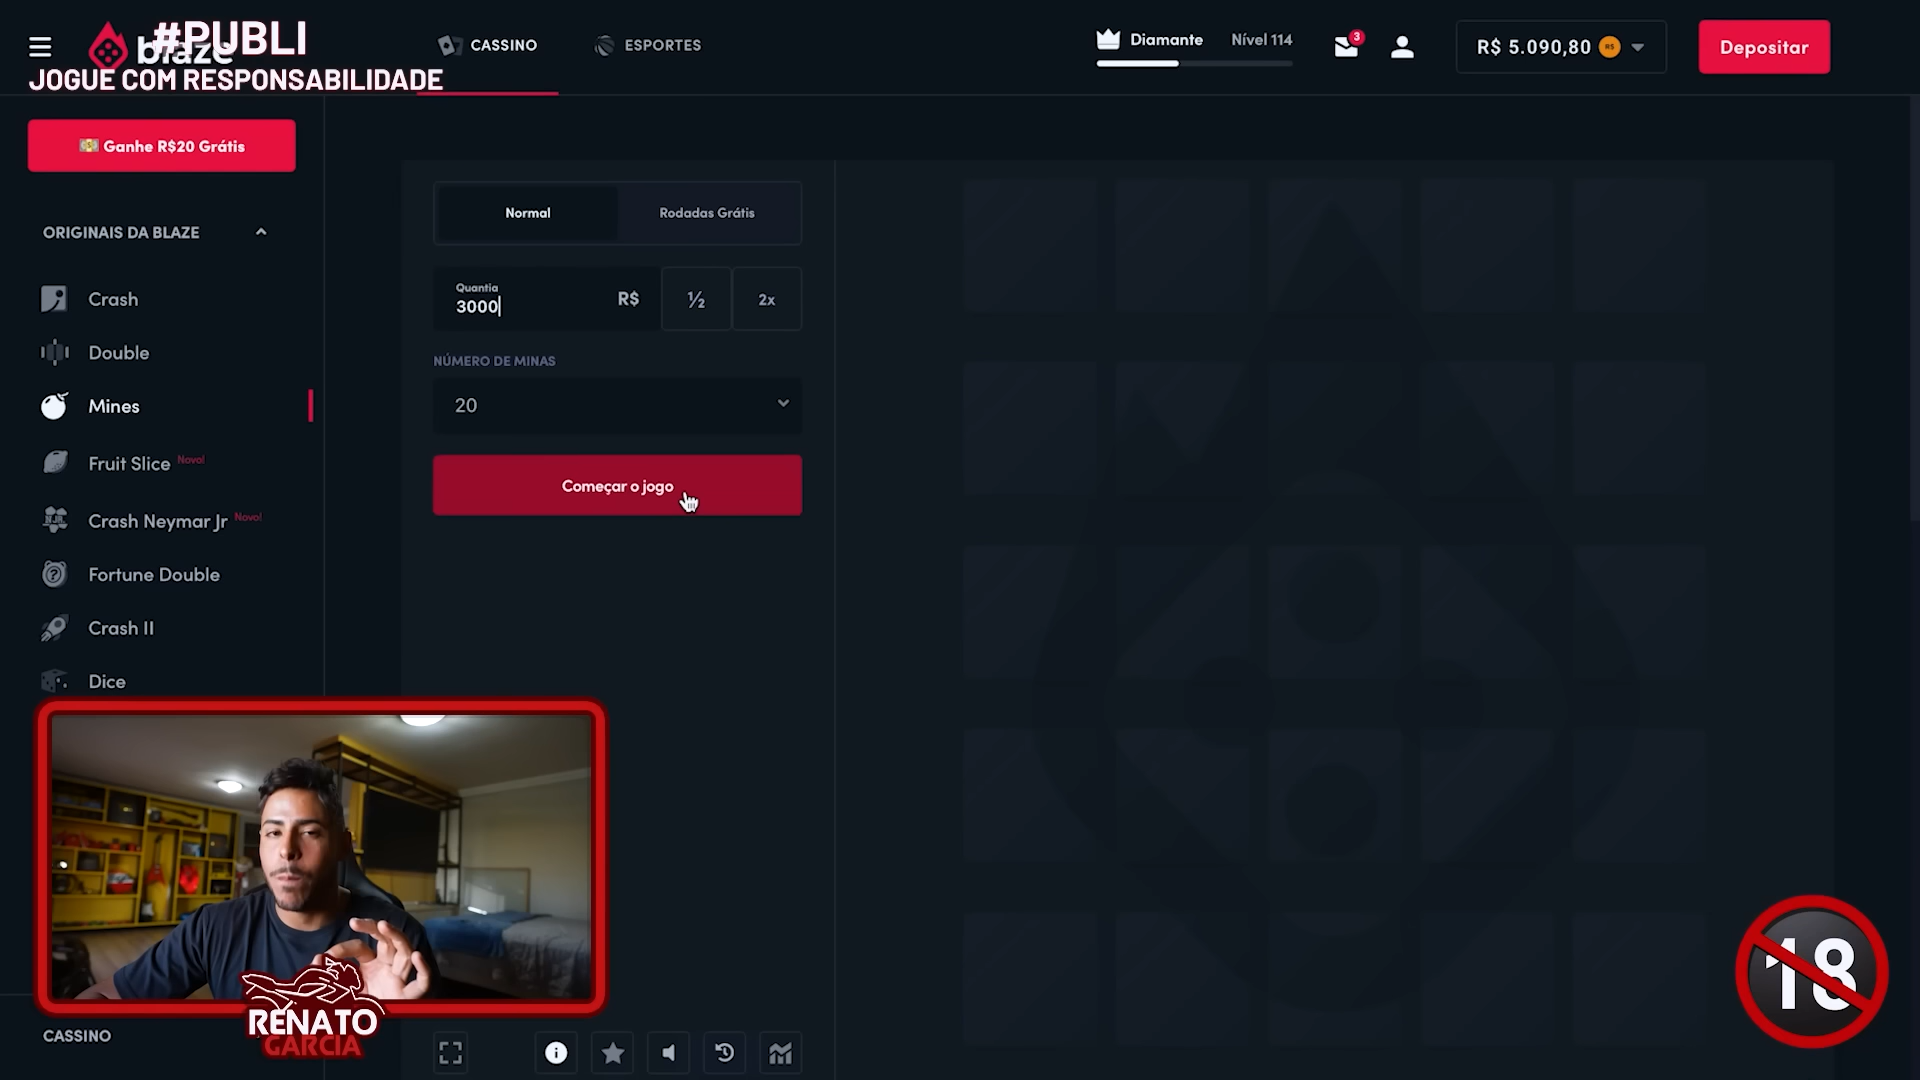 #PUBLI
blaze
JOGUE COM RESPONSABILIDADE
CASSINO
ESPORTES
Diamante
Nível 114
3
R$ 5.090,80
R$
Depositar
Ganhe R$20 Grátis
ORIGINAIS DA BLAZE
Crash
Double
Mines
Fruit Slice Novo!
Crash Neymar Jr Novo!
Fortune Double
Crash II
Dice
CASSINO
Normal
Rodadas Grátis
Quantia
3000
R$
½
2x
NÚMERO DE MINAS
20
Começar o jogo
RENATO
GARCIA
18